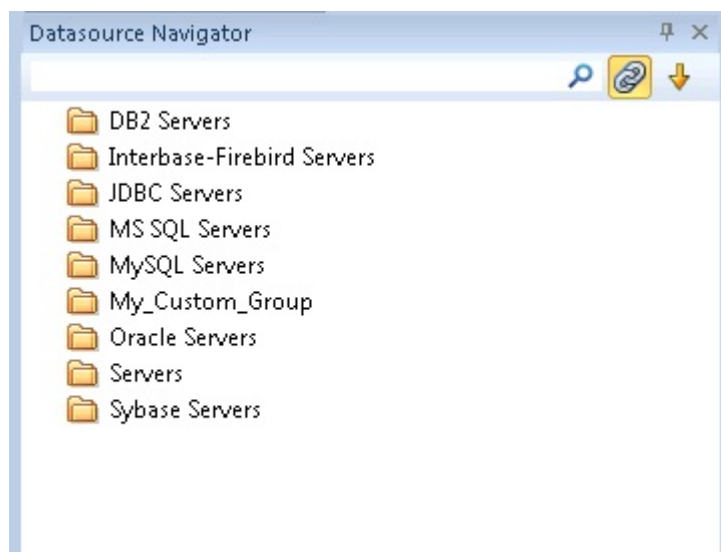 Datasource Navigator
DB2 Servers
Interbase-Firebird Servers
JDBC Servers
MS SQL Servers
MySQL Servers
My_Custom_Group
Oracle Servers
Servers
Sybase Servers